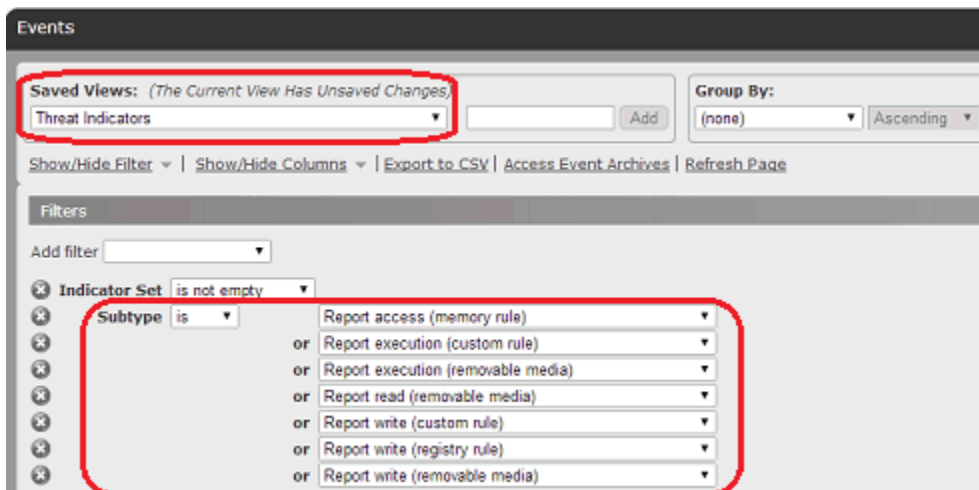 Events
Saved Views: (The Current View Has Unsaved Changes)
Group By:
Threat Indicators
Add
(none)
Ascending
Show/Hide Filter | Show/Hide Columns | Export to CSV | Access Event Archives | Refresh Page
Filters
Add filter
Indicator Set is not empty
Subtype is Report access (memory rule)
or Report execution (custom rule)
or Report execution (removable media)
or Report read (removable media)
or Report write (custom rule)
or Report write (registry rule)
or Report write (removable media)